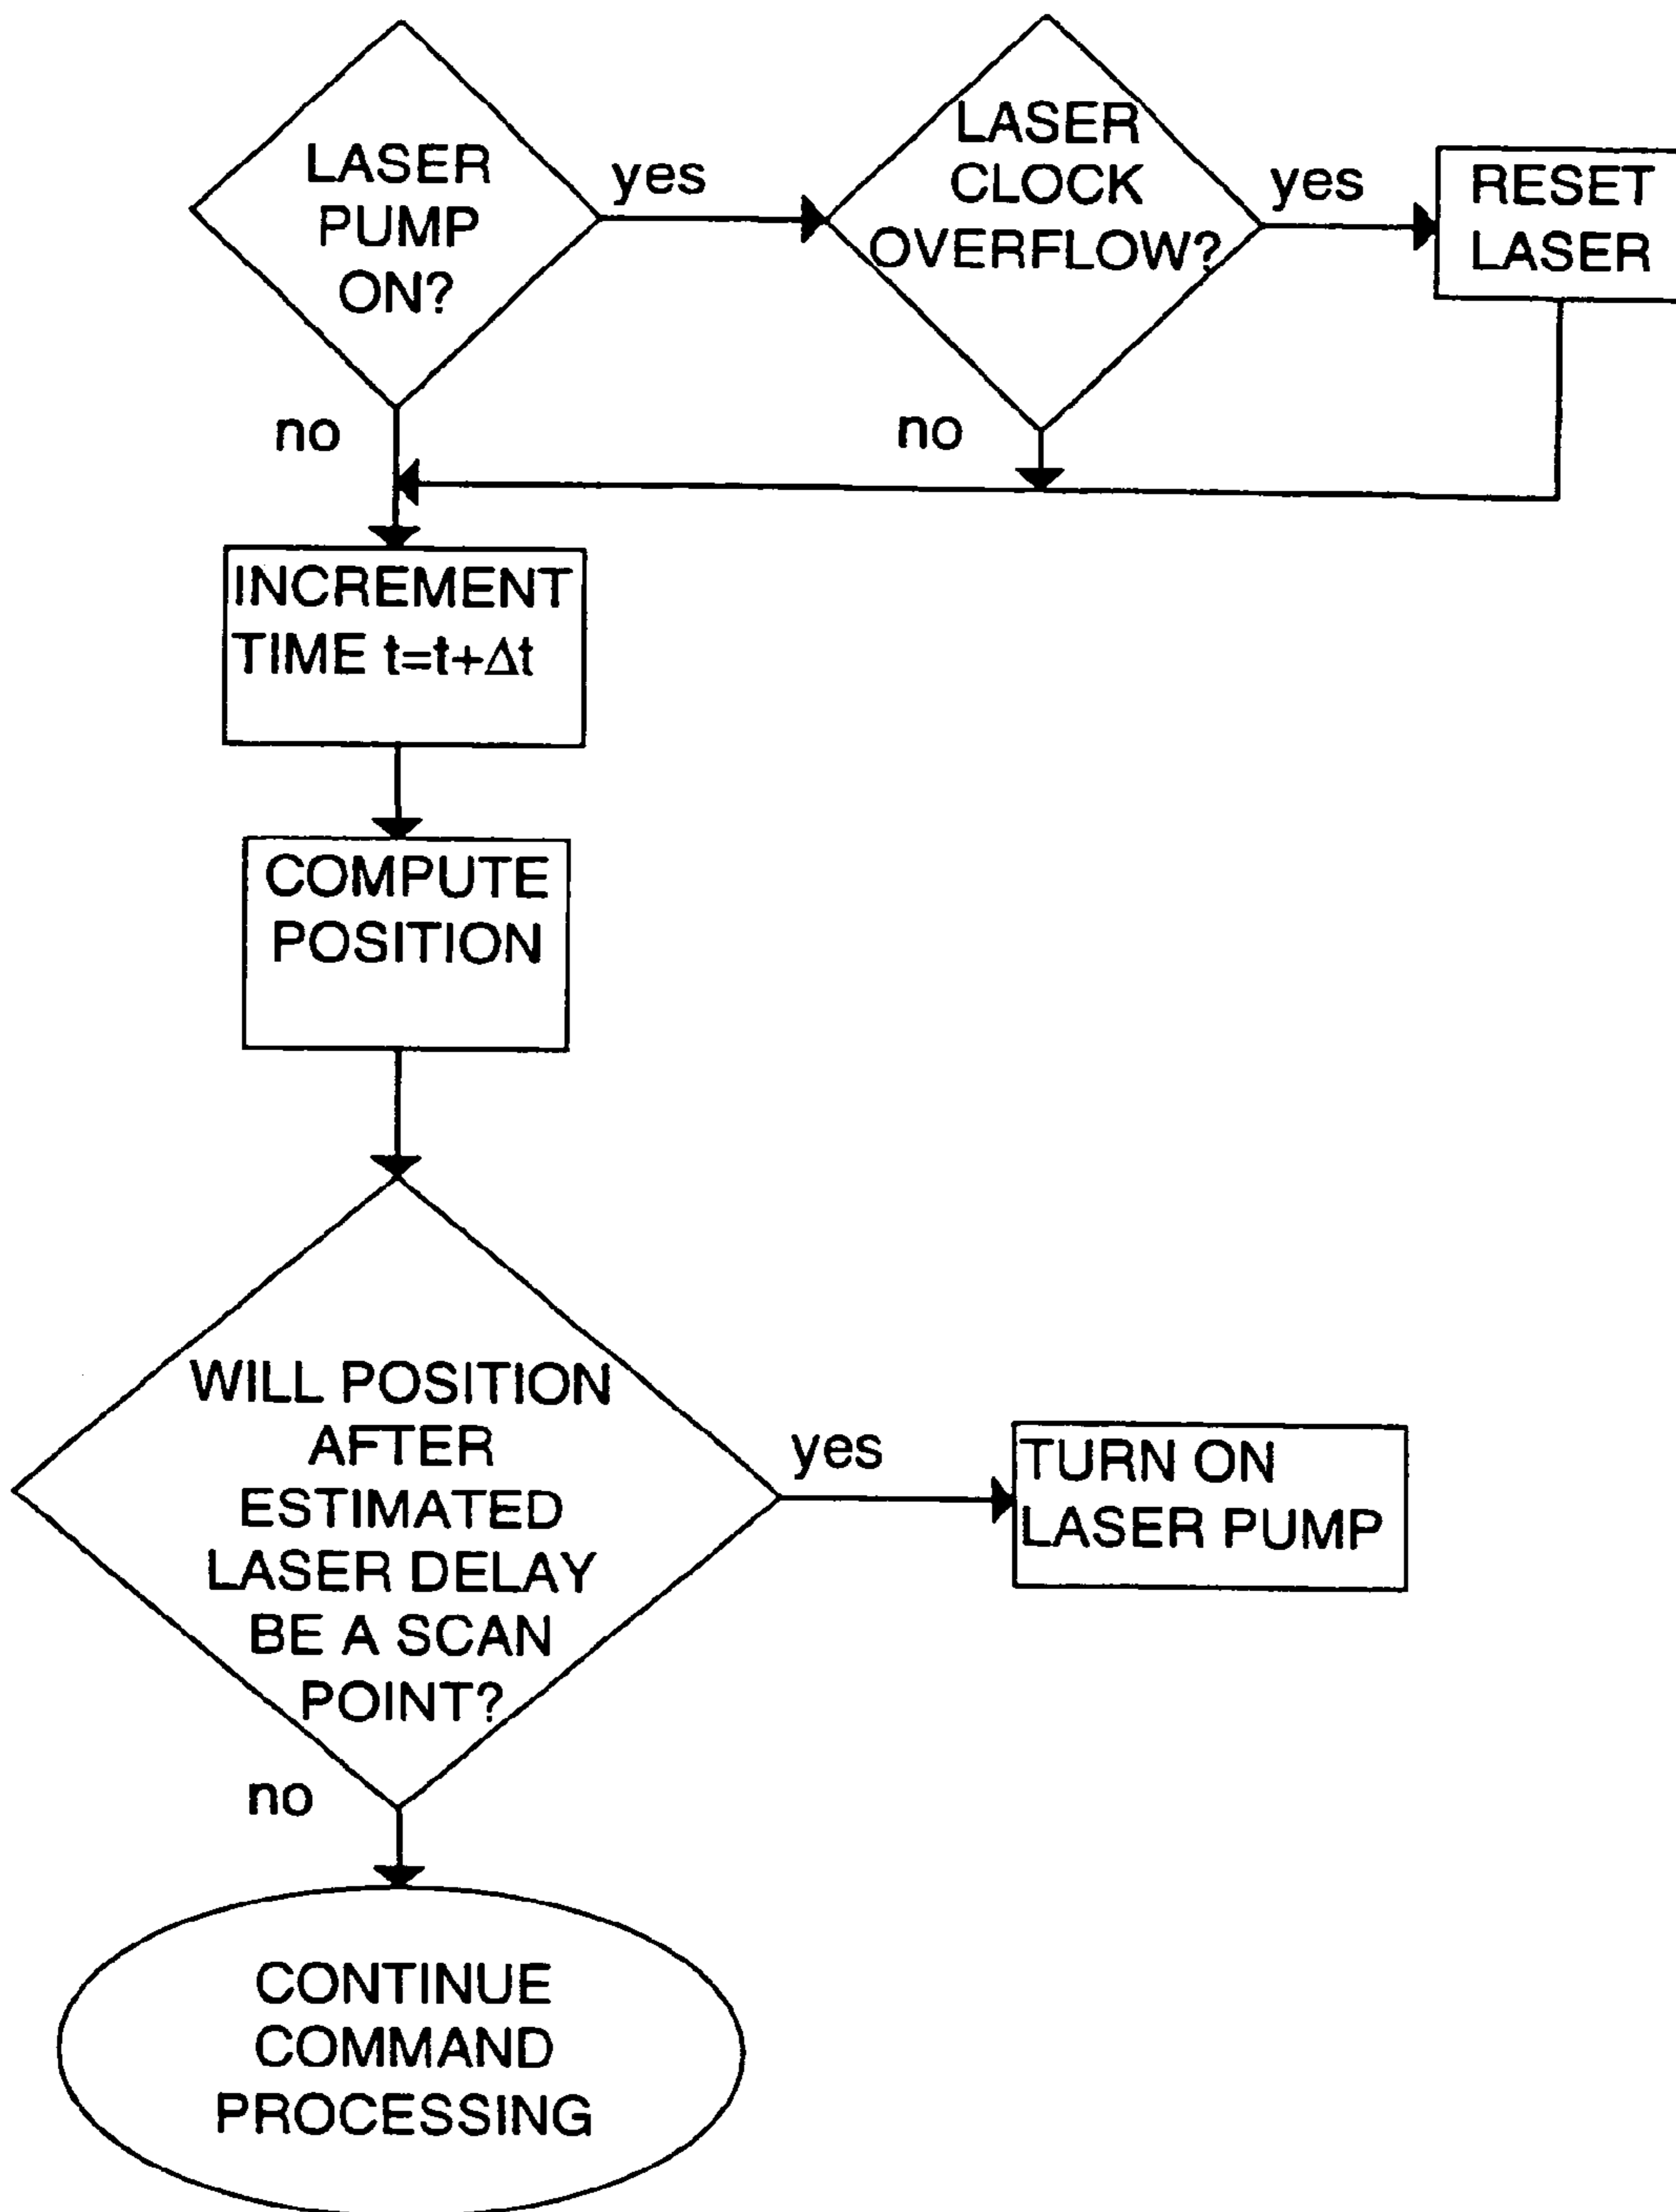 LASER
PUMP
ON?
yes
no
LASER
CLOCK
OVERFLOW?
yes
no
RESET
LASER
INCREMENT
TIME t=t+Δt
COMPUTE
POSITION
WILL POSITION
AFTER
ESTIMATED
LASER DELAY
BE A SCAN
POINT?
yes
no
TURN ON
LASER PUMP
CONTINUE
COMMAND
PROCESSING